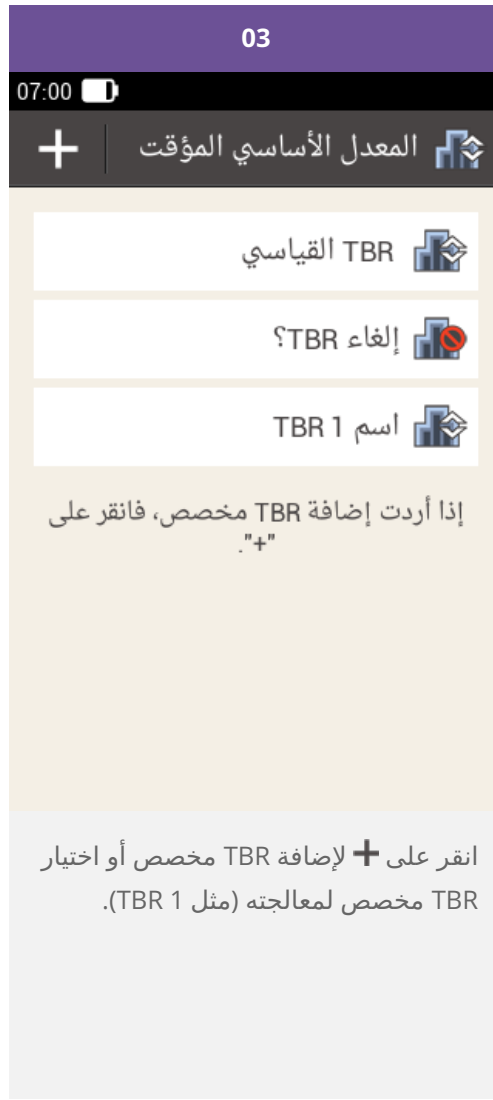 03
07:00
المعدل الأساسي المؤقت
TBR القياسي
إلغاء TBR؟
اسم TBR 1
إذا أردت إضافة TBR مخصص، فانقر على
"+".
انقر على + لإضافة TBR مخصص أو اختيار
TBR مخصص لمعالجته (مثل TBR 1).